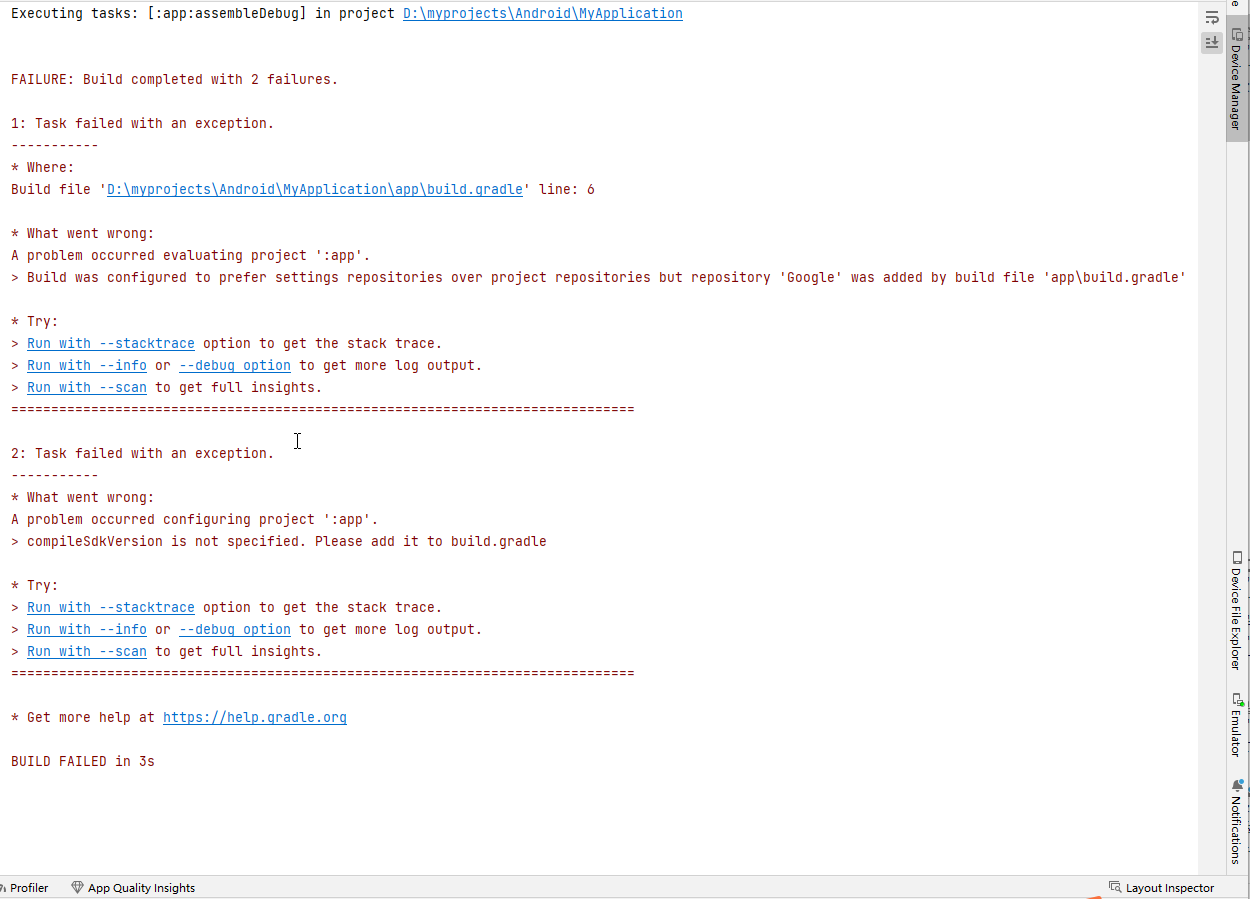 Executing tasks: [:app:assembleDebug] in project D:\myprojects\Android\MyApplication
FAILURE: Build completed with 2 failures.
1: Task failed with an exception.
-----------
* Where:
Build file 'D:\myprojects\Android\MyApplication\app\build.gradle' line: 6
* What went wrong:
A problem occurred evaluating project ':app'.
> Build was configured to prefer settings repositories over project repositories but repository 'Google' was added by build file 'app\build.gradle'
* Try:
> Run with --stacktrace option to get the stack trace.
> Run with --info or --debug option to get more log output.
> Run with --scan to get full insights.
==============================================================================
2: Task failed with an exception.
-----------
* What went wrong:
A problem occurred configuring project ':app'.
> compileSdkVersion is not specified. Please add it to build.gradle
* Try:
> Run with --stacktrace option to get the stack trace.
> Run with --info or --debug option to get more log output.
> Run with --scan to get full insights.
==============================================================================
* Get more help at https://help.gradle.org
BUILD FAILED in 3s
Device Manager
Device File Explorer
Emulator
Notifications
Profiler
App Quality Insights
Layout Inspector